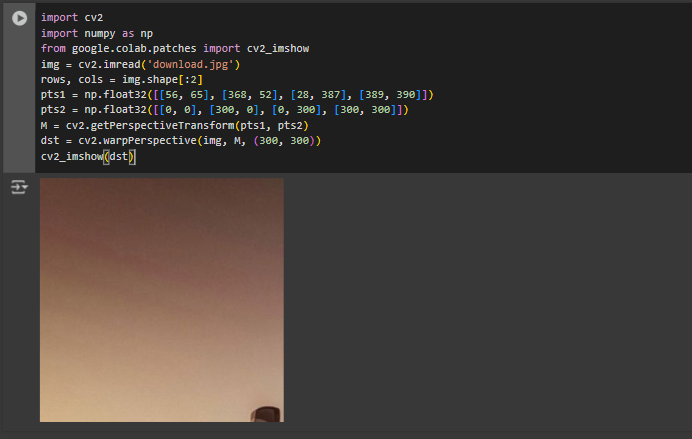 import cv2
import numpy as np
from google.colab.patches import cv2_imshow
img = cv2.imread('download.jpg')
rows, cols = img.shape[:2]
pts1 = np.float32([[56, 65], [368, 52], [28, 387], [389, 390]])
pts2 = np.float32([[0, 0], [300, 0], [0, 300], [300, 300]])
M = cv2.getPerspectiveTransform(pts1, pts2)
dst = cv2.warpPerspective(img, M, (300, 300))
cv2_imshow(dst)